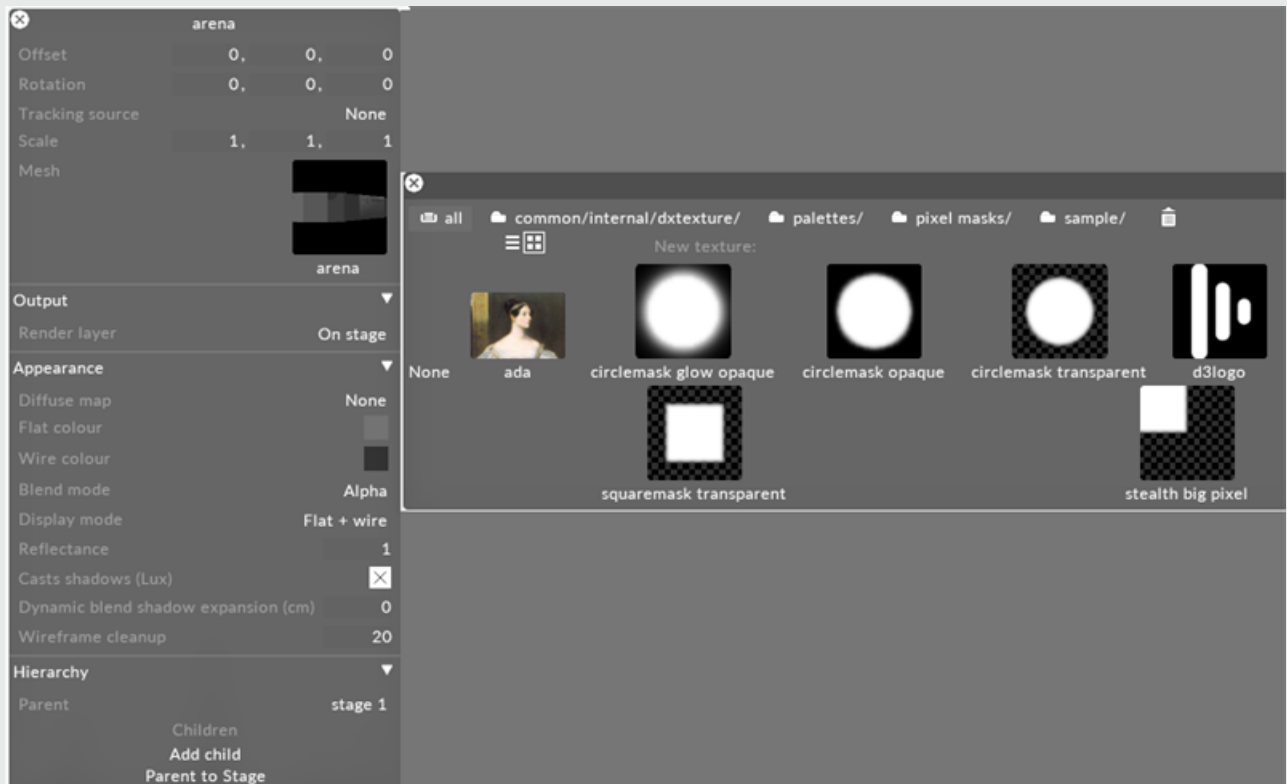 arena
Offset 0, 0, 0
Rotation 0, 0, 0
Tracking source None
Scale 1, 1, 1
Mesh
arena
Output
Render layer On stage
Appearance
Diffuse map None
Flat colour
Wire colour
Blend mode Alpha
Display mode Flat + wire
Reflectance 1
Casts shadows (Lux)
Dynamic blend shadow expansion (cm) 0
Wireframe cleanup 20
Hierarchy
Parent stage 1
Children
Add child
Parent to Stage
all common/internal/dxtexture/ palettes/ pixel masks/ sample/
New texture:
None ada circlemask glow opaque circlemask opaque circlemask transparent d3logo
squaremask transparent stealth big pixel